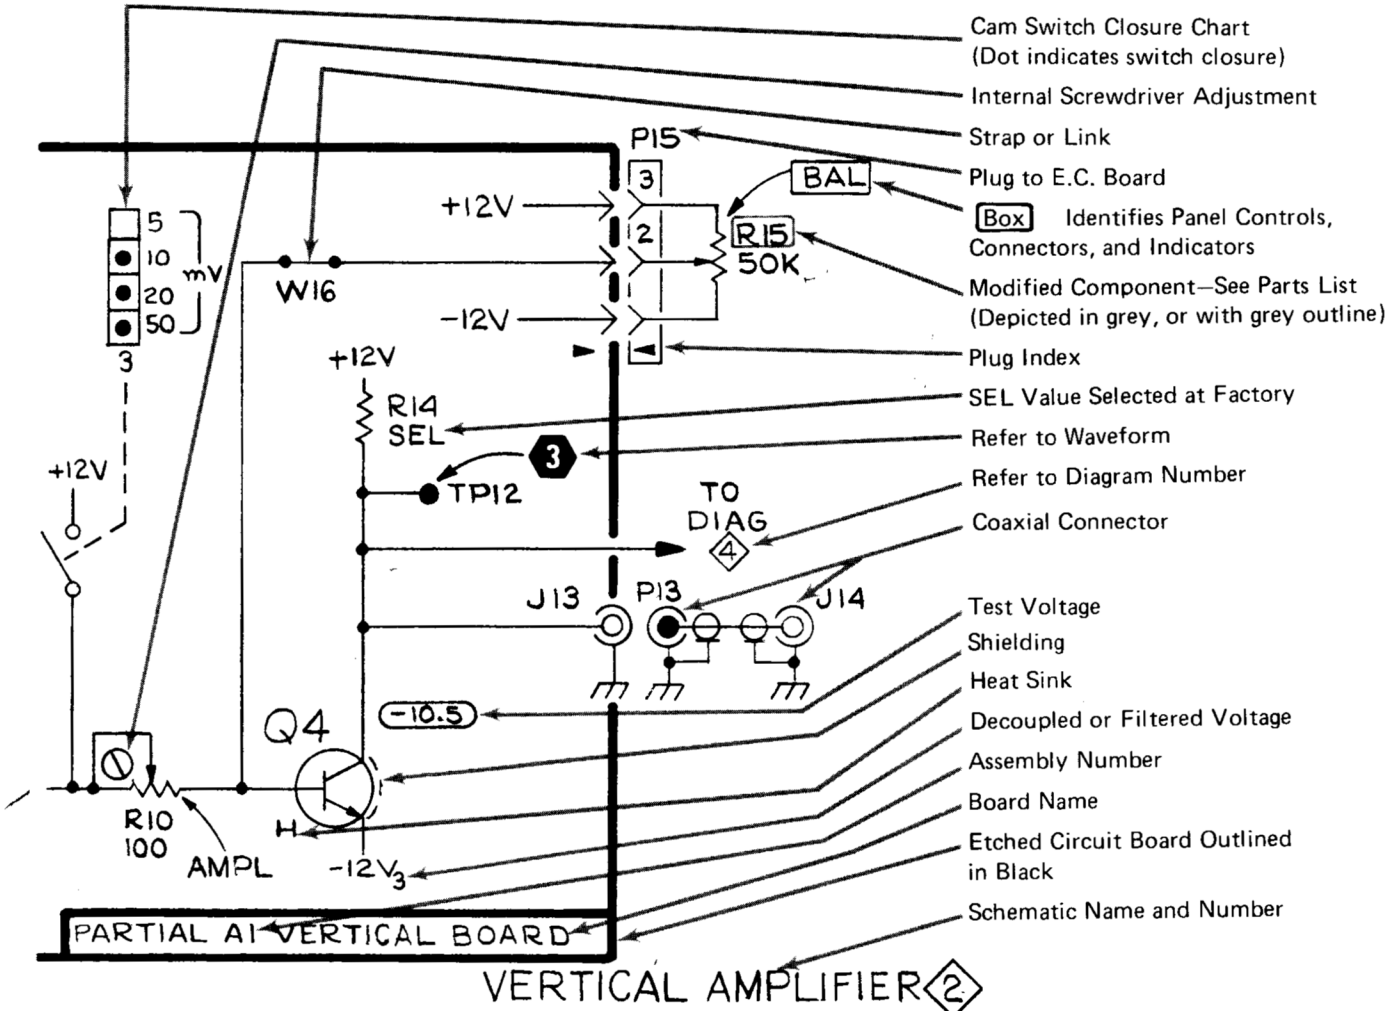 Cam Switch Closure Chart
(Dot indicates switch closure)
Internal Screwdriver Adjustment
Strap or Link
Plug to E.C. Board
Box Identifies Panel Controls,
Connectors, and Indicators
Modified Component—See Parts List
(Depicted in grey, or with grey outline)
Plug Index
SEL Value Selected at Factory
Refer to Waveform
Refer to Diagram Number
Coaxial Connector
Test Voltage
Shielding
Heat Sink
Decoupled or Filtered Voltage
Assembly Number
Board Name
Etched Circuit Board Outlined
in Black
Schematic Name and Number
P15
3
2
BAL
R15
50K
+12V
-12V
W16
5
10
20
50
mV
3
+12V
+12V
R14
SEL
3
TP12
TO
DIAG
4
J13
P13
J14
-10.5
Q4
H
R10
100
AMPL
-12V3
PARTIAL A1 VERTICAL BOARD
VERTICAL AMPLIFIER 2